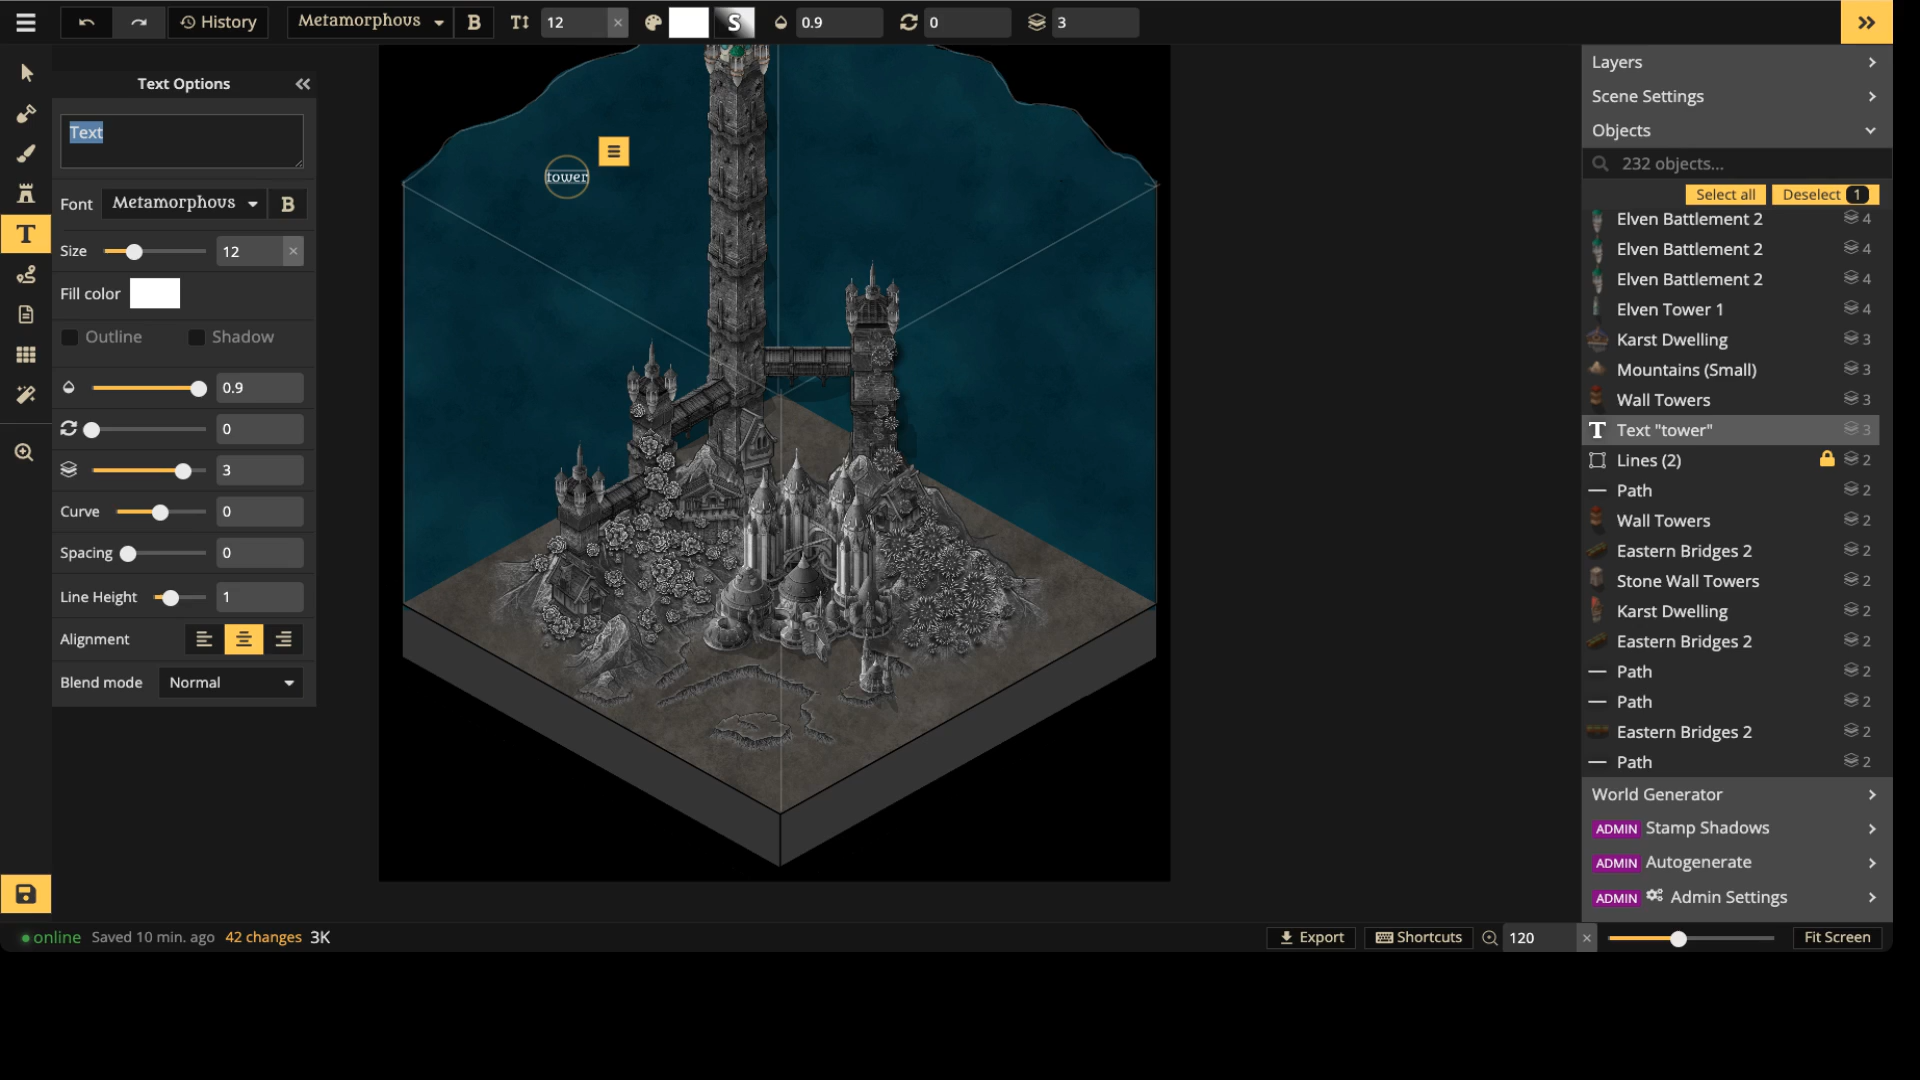 History
Metamorphous
B
12
×
S
0.9
0
3
Text Options
Text
Font
Metamorphous
B
Size
12
×
Fill color
Outline
Shadow
0.9
0
3
Curve
0
Spacing
0
Line Height
1
Alignment
Blend mode
Normal
tower
Layers
Scene Settings
Objects
232 objects...
Select all
Deselect 1
Elven Battlement 2 4
Elven Battlement 2 4
Elven Battlement 2 4
Elven Tower 1 4
Karst Dwelling 3
Mountains (Small) 3
Wall Towers 3
T Text "tower" 3
Lines (2) 2
Path 2
Wall Towers 2
Eastern Bridges 2 2
Stone Wall Towers 2
Karst Dwelling 2
Eastern Bridges 2 2
Path 2
Path 2
Eastern Bridges 2 2
Path 2
World Generator
ADMIN Stamp Shadows
ADMIN Autogenerate
ADMIN Admin Settings
online Saved 10 min. ago 42 changes 3K
Export
Shortcuts
120
×
Fit Screen